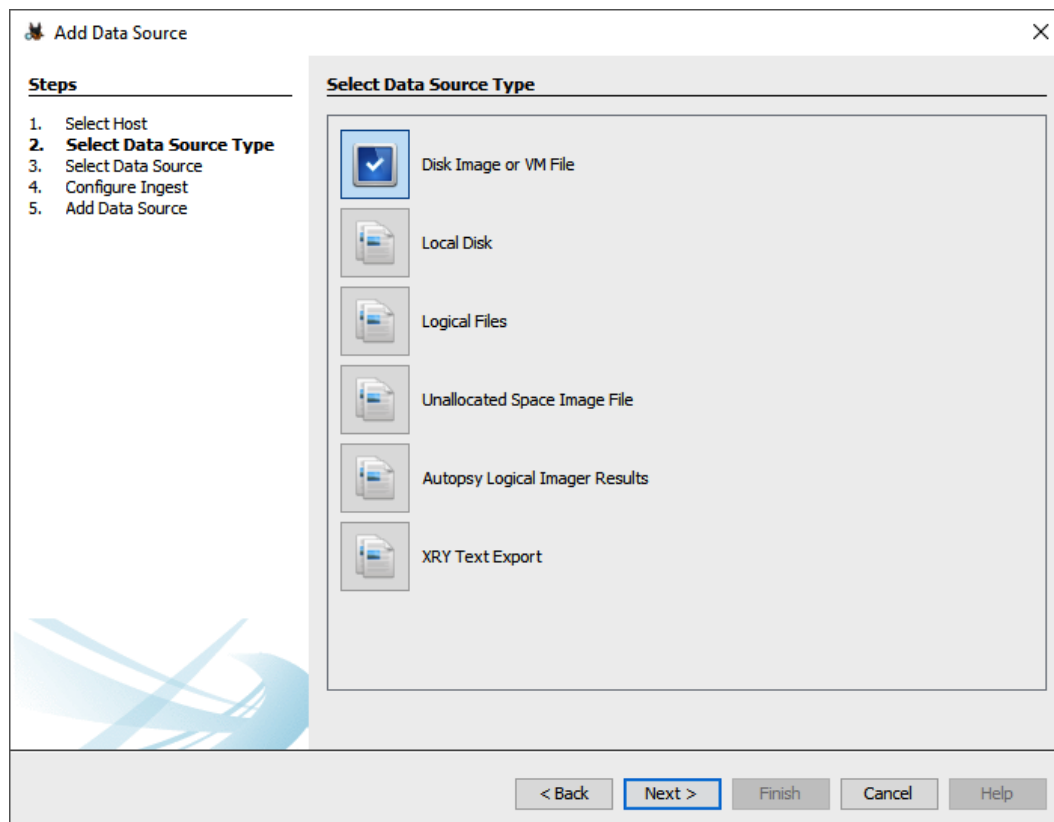 Add Data Source
Steps
1. Select Host
2. Select Data Source Type
3. Select Data Source
4. Configure Ingest
5. Add Data Source
Select Data Source Type
Disk Image or VM File
Local Disk
Logical Files
Unallocated Space Image File
Autopsy Logical Imager Results
XRY Text Export
< Back Next > Finish Cancel Help